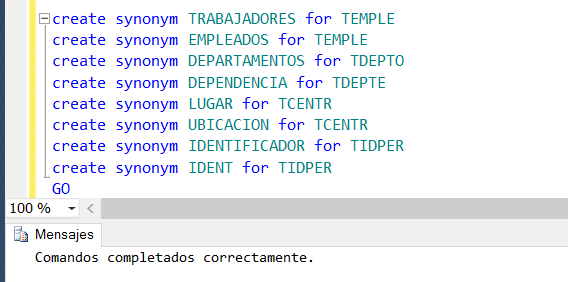 create synonym TRABAJADORES for TEMPLE
create synonym EMPLEADOS for TEMPLE
create synonym DEPARTAMENTOS for TDEPTO
create synonym DEPENDENCIA for TDEPTE
create synonym LUGAR for TCENTR
create synonym UBICACION for TCENTR
create synonym IDENTIFICADOR for TIDPER
create synonym IDENT for TIDPER
GO
100 %
Mensajes
Comandos completados correctamente.